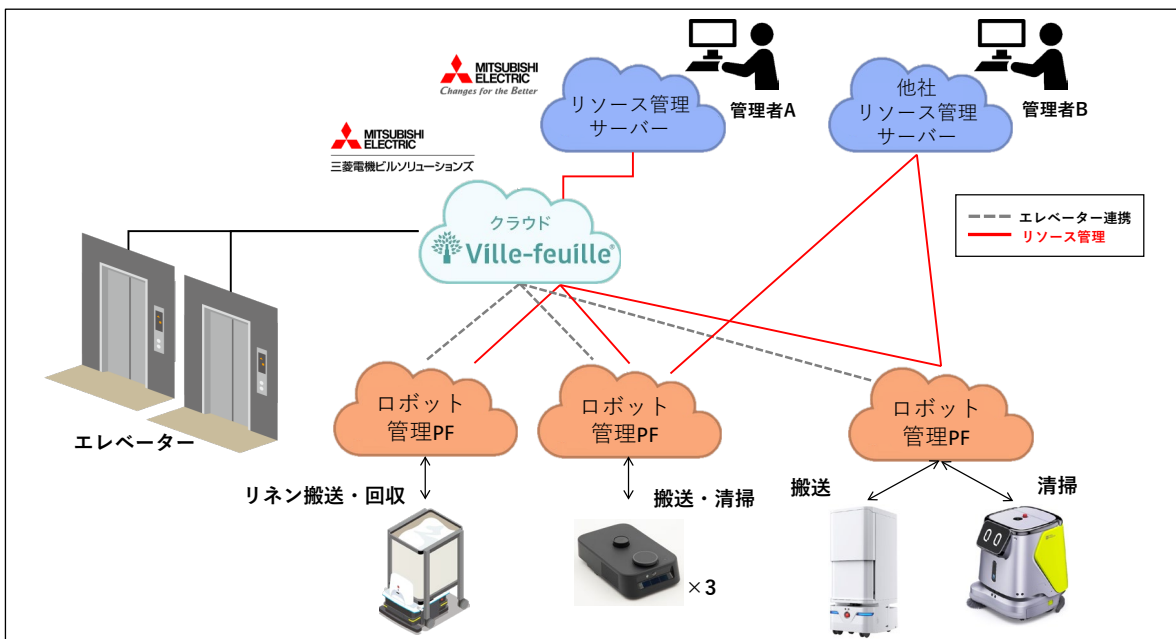 MITSUBISHI
ELECTRIC
Changes for the Better
リソース管理
サーバー
管理者A
他社
リソース管理
サーバー
管理者B
MITSUBISHI
ELECTRIC
三菱電機ビルソリューションズ
クラウド
Ville-feuille®
エレベーター連携
リソース管理
エレベーター
ロボット
管理PF
ロボット
管理PF
ロボット
管理PF
リネン搬送・回収
搬送・清掃
×3
搬送
清掃